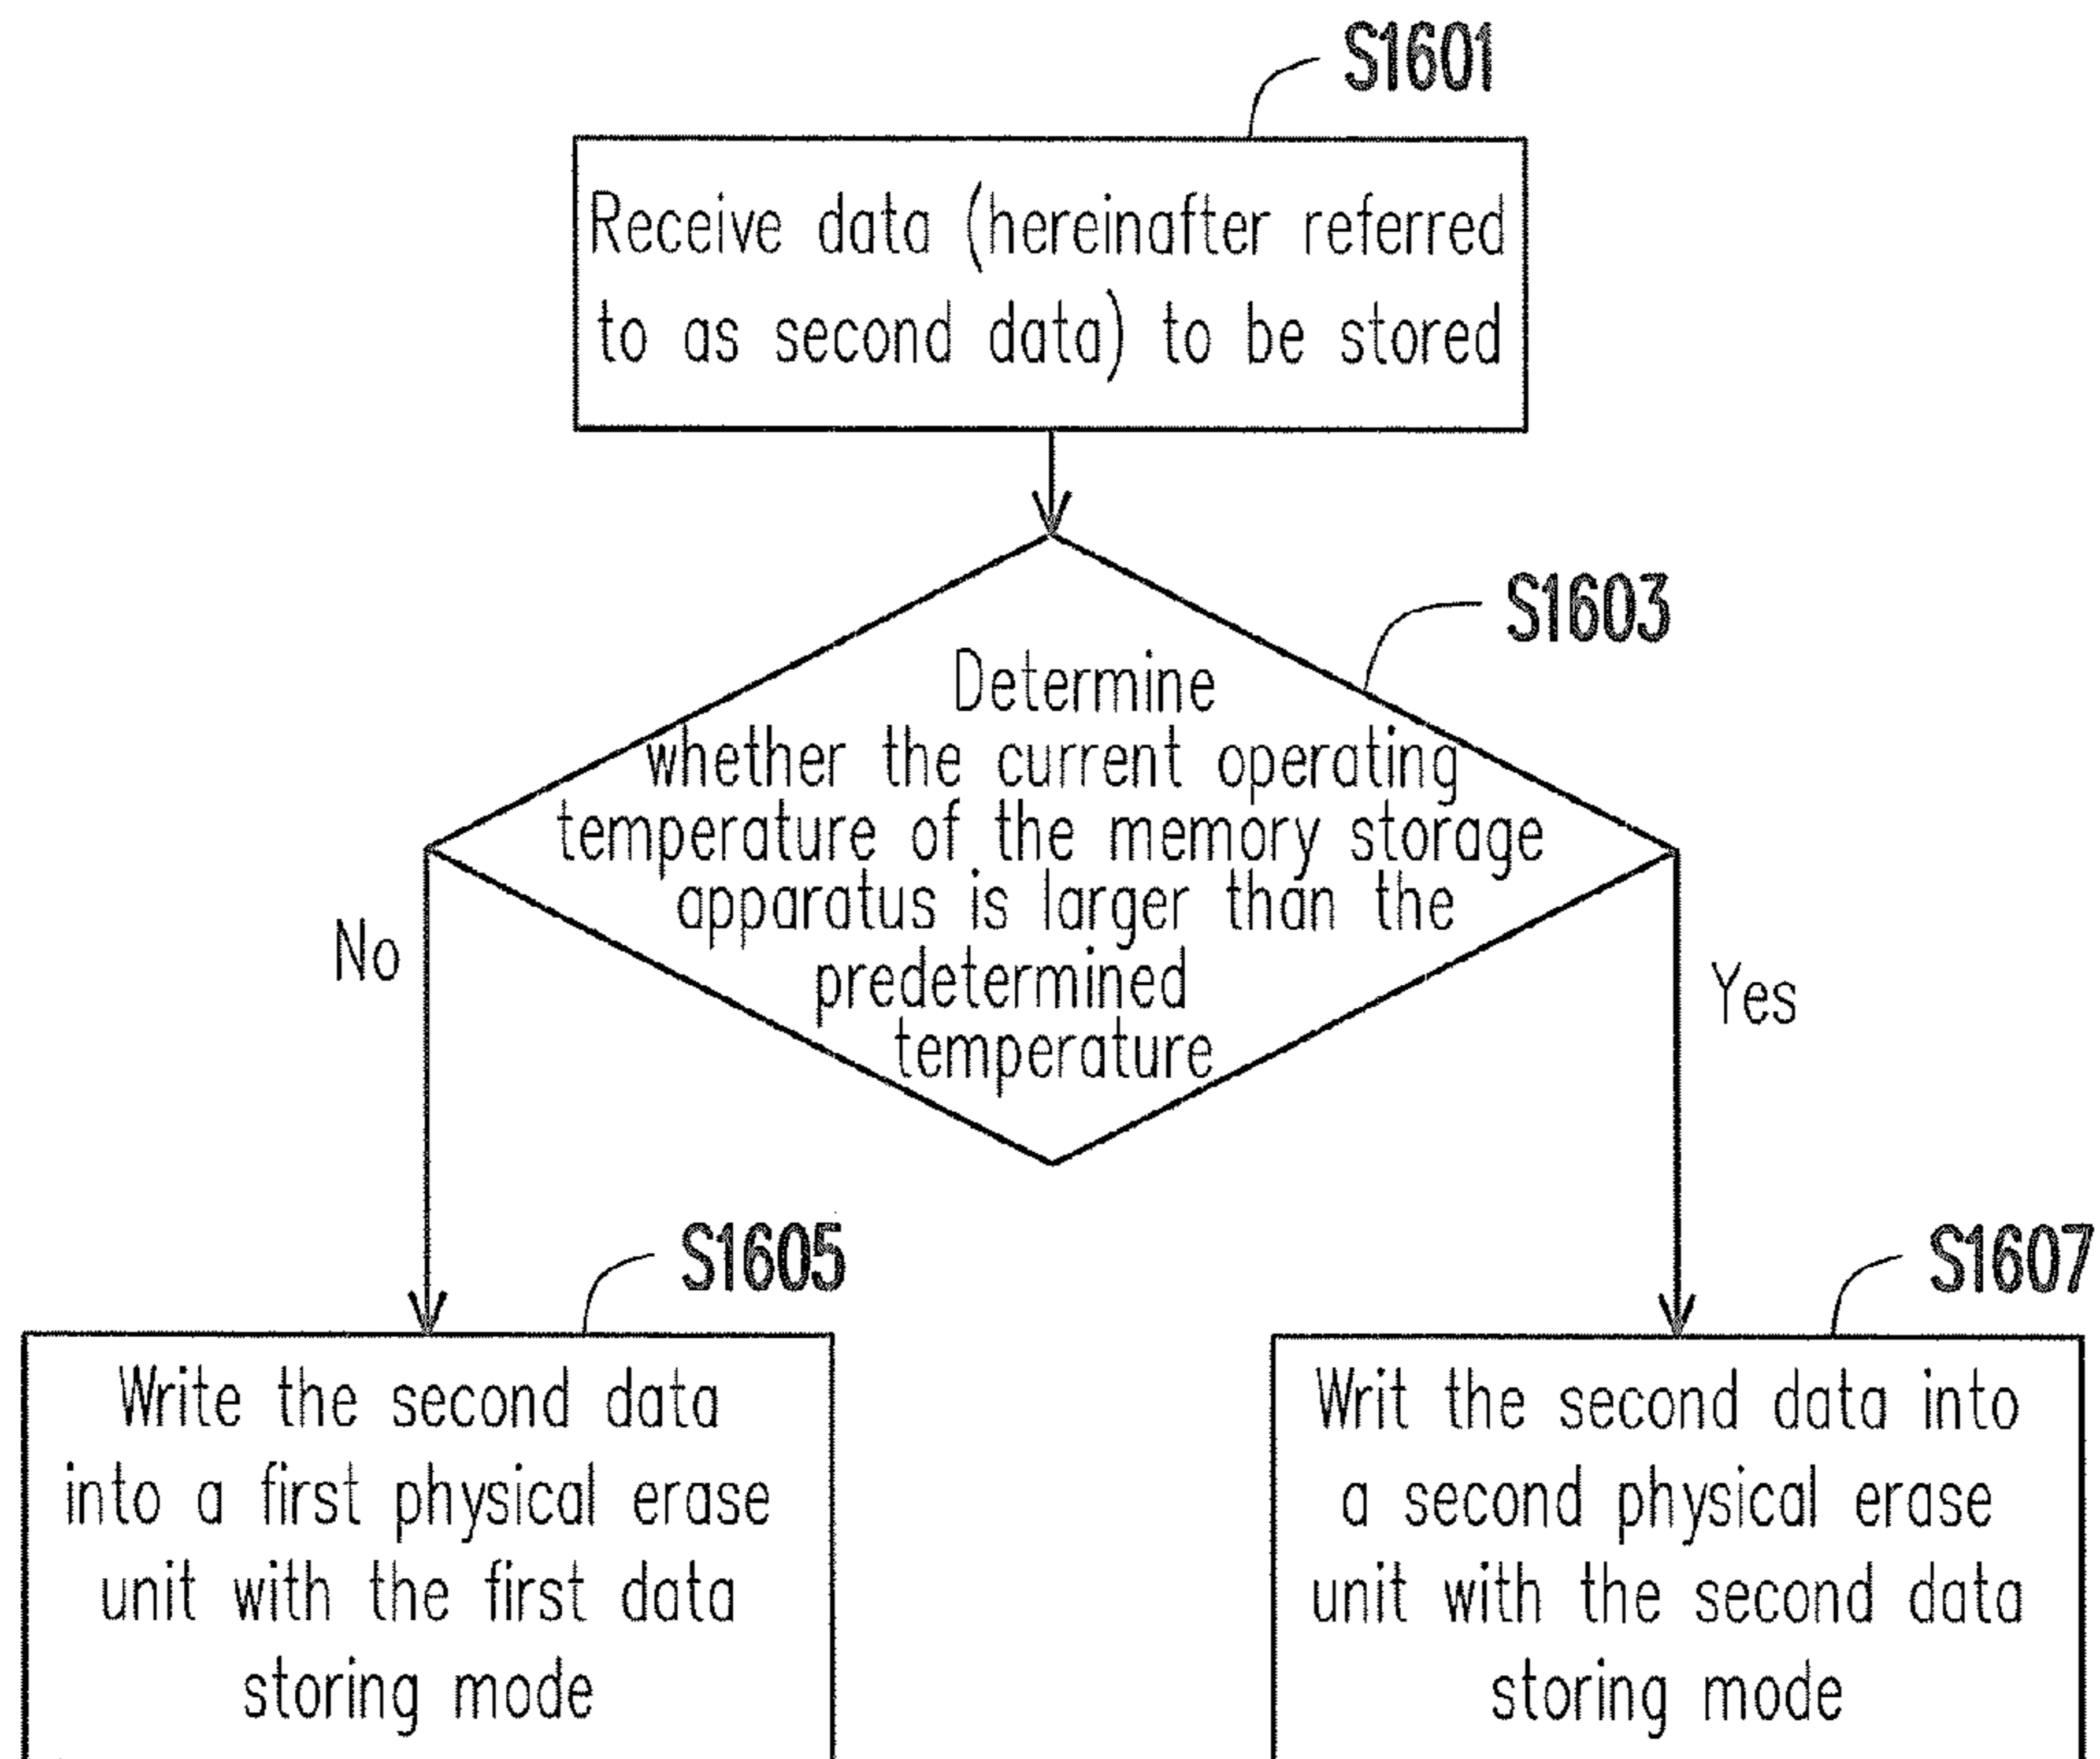 S1601
Receive data (hereinafter referred
to as second data) to be stored
S1603
Determine
whether the current operating
temperature of the memory storage
apparatus is larger than the
predetermined
temperature
No
Yes
S1605
Write the second data
into a first physical erase
unit with the first data
storing mode
S1607
Writ the second data into
a second physical erase
unit with the second data
storing mode